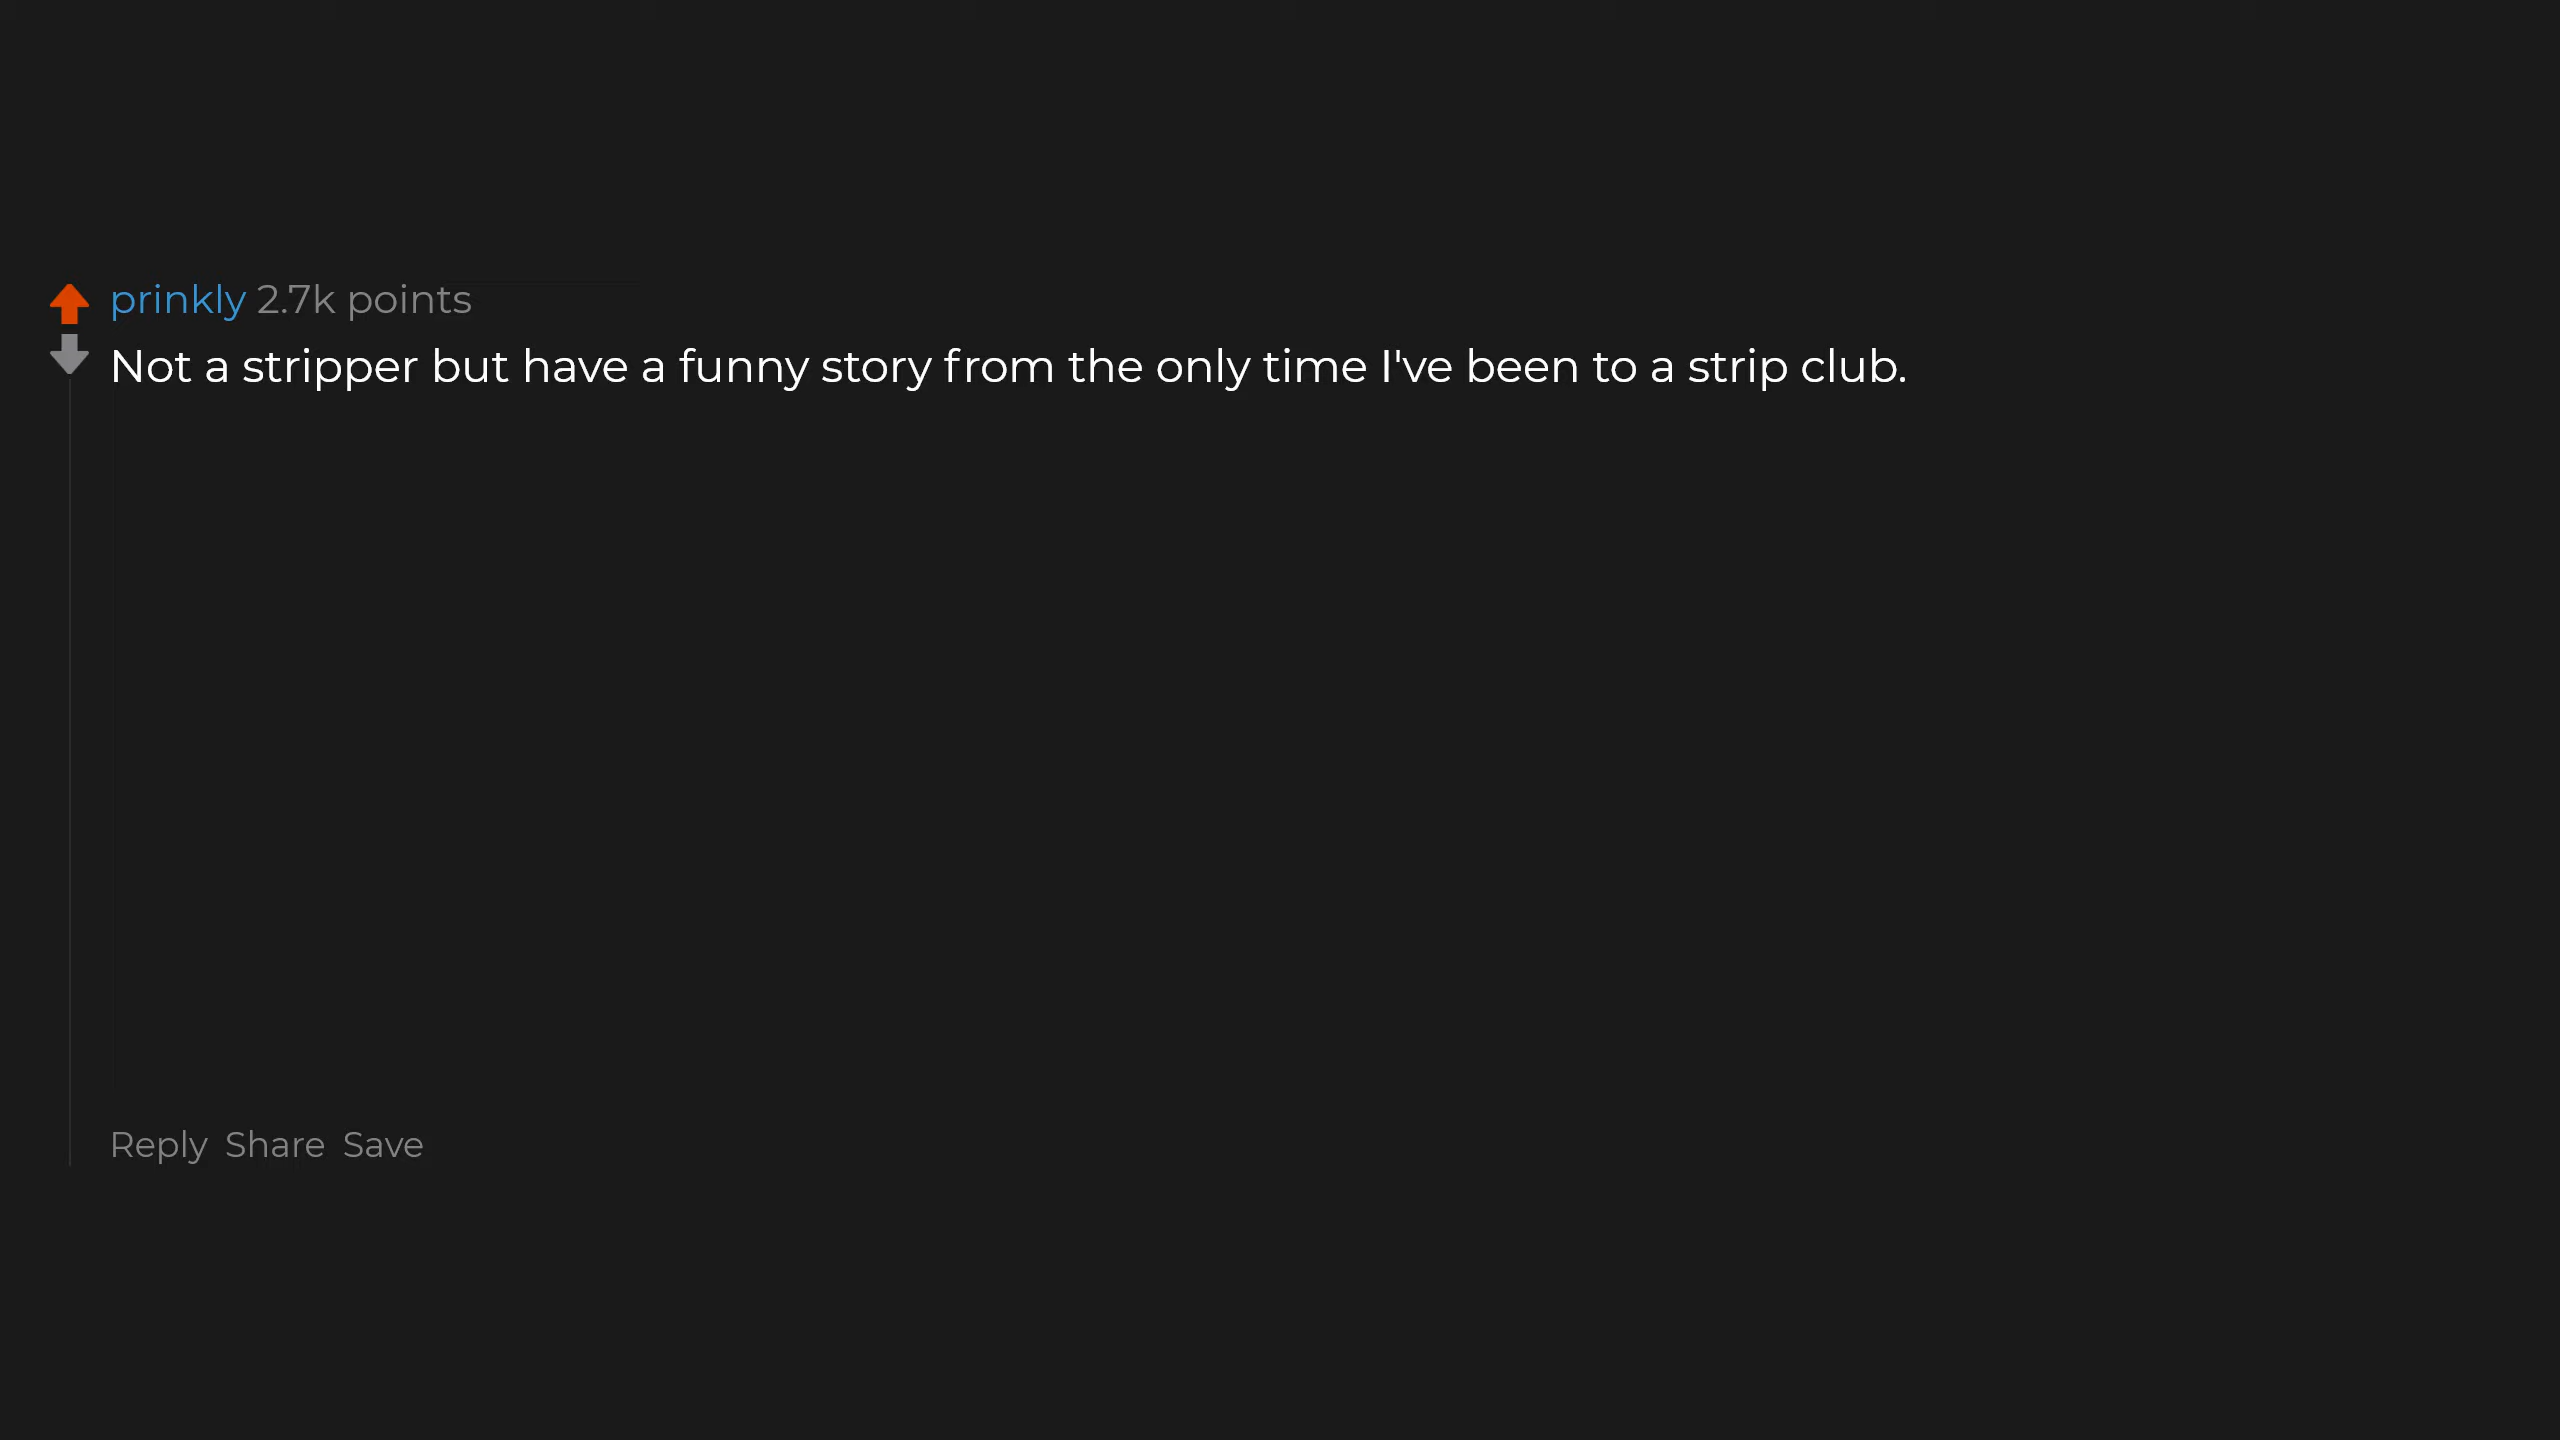 prinkly 2.7k points
Not a stripper but have a funny story from the only time I've been to a strip club.
Reply Share Save